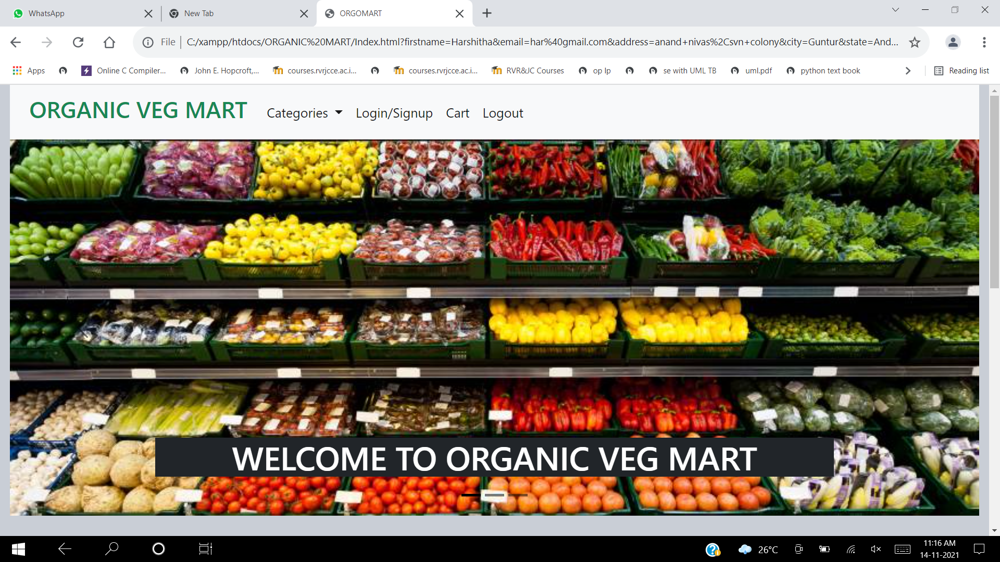 WhatsApp
New Tab
ORGOMART
File
C:/xampp/htdocs/ORGANIC%20MART/Index.html?firstname=Harshitha&email=har%40gmail.com&address=anand+nivas%2Csvn+colony&city=Guntur&state=And...
Apps
Online C Compiler...
John E. Hopcroft,...
courses.rvrjcce.ac.i...
courses.rvrjcce.ac.i...
RVR&JC Courses
op lp
se with UML TB
uml.pdf
python text book
Reading list
ORGANIC VEG MART
Categories
Login/Signup
Cart
Logout
WELCOME TO ORGANIC VEG MART
26°C
11:16 AM
14-11-2021